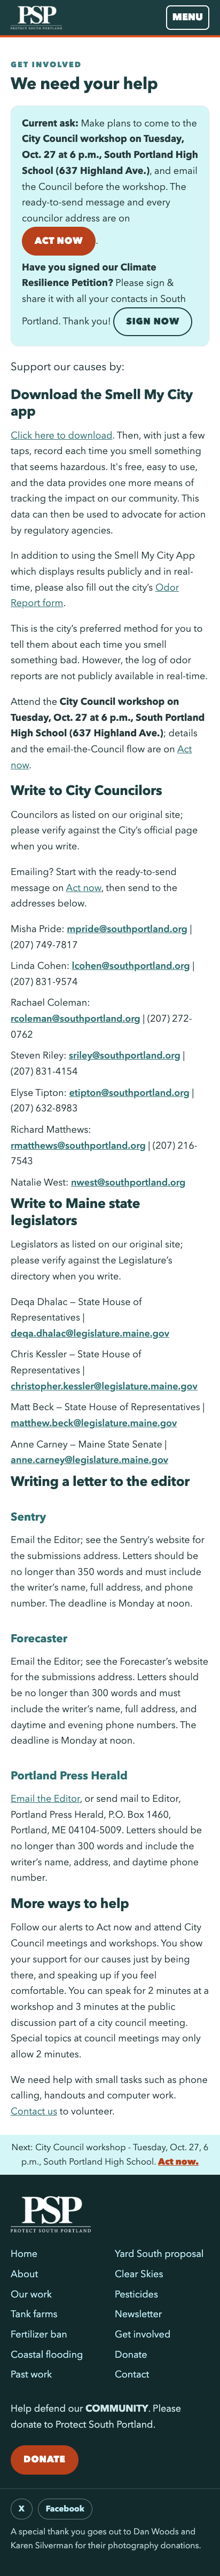 PSP
PROTECT SOUTH PORTLAND
MENU
GET INVOLVED
We need your help
Current ask: Make plans to come to the
City Council workshop on Tuesday,
Oct. 27 at 6 p.m., South Portland High
School (637 Highland Ave.), and email
the Council before the workshop. The
ready-to-send message and every
councilor address are on
ACT NOW.
Have you signed our Climate
Resilience Petition? Please sign &
share it with all your contacts in South
Portland. Thank you! SIGN NOW
Support our causes by:
Download the Smell My City
app
Click here to download. Then, with just a few
taps, record each time you smell something
that seems hazardous. It's free, easy to use,
and the data provides one more means of
tracking the impact on our community. This
data can then be used to advocate for action
by regulatory agencies.
In addition to using the Smell My City App
which displays results publicly and in real-
time, please also fill out the city's Odor
Report form.
This is the city's preferred method for you to
tell them about each time you smell
something bad. However, the log of odor
reports are not publicly available in real-time.
Attend the City Council workshop on
Tuesday, Oct. 27 at 6 p.m., South Portland
High School (637 Highland Ave.); details
and the email-the-Council flow are on Act
now.
Write to City Councilors
Councilors as listed on our original site;
please verify against the City's official page
when you write.
Emailing? Start with the ready-to-send
message on Act now, then send to the
addresses below.
Misha Pride: mpride@southportland.org |
(207) 749-7817
Linda Cohen: lcohen@southportland.org |
(207) 831-9574
Rachael Coleman:
rcoleman@southportland.org | (207) 272-
0762
Steven Riley: sriley@southportland.org |
(207) 831-4154
Elyse Tipton: etipton@southportland.org |
(207) 632-8983
Richard Matthews:
rmatthews@southportland.org | (207) 216-
7543
Natalie West: nwest@southportland.org
Write to Maine state
legislators
Legislators as listed on our original site;
please verify against the Legislature's
directory when you write.
Deqa Dhalac – State House of
Representatives |
deqa.dhalac@legislature.maine.gov
Chris Kessler – State House of
Representatives |
christopher.kessler@legislature.maine.gov
Matt Beck – State House of Representatives |
matthew.beck@legislature.maine.gov
Anne Carney – Maine State Senate |
anne.carney@legislature.maine.gov
Writing a letter to the editor
Sentry
Email the Editor; see the Sentry's website for
the submissions address. Letters should be
no longer than 350 words and must include
the writer's name, full address, and phone
number. The deadline is Monday at noon.
Forecaster
Email the Editor; see the Forecaster's website
for the submissions address. Letters should
be no longer than 300 words and must
include the writer's name, full address, and
daytime and evening phone numbers. The
deadline is Monday at noon.
Portland Press Herald
Email the Editor, or send mail to Editor,
Portland Press Herald, P.O. Box 1460,
Portland, ME 04104-5009. Letters should be
no longer than 300 words and include the
writer's name, address, and daytime phone
number.
More ways to help
Follow our alerts to Act now and attend City
Council meetings and workshops. You show
your support for our causes just by being
there, and speaking up if you feel
comfortable. You can speak for 2 minutes at a
workshop and 3 minutes at the public
discussion part of a city council meeting.
Special topics at council meetings may only
allow 2 minutes.
We need help with small tasks such as phone
calling, handouts and computer work.
Contact us to volunteer.
Next: City Council workshop - Tuesday, Oct. 27, 6
p.m., South Portland High School. Act now.
PSP
PROTECT SOUTH PORTLAND
Home
Yard South proposal
About
Clear Skies
Our work
Pesticides
Tank farms
Newsletter
Fertilizer ban
Get involved
Coastal flooding
Donate
Past work
Contact
Help defend our COMMUNITY. Please
donate to Protect South Portland.
DONATE
X
Facebook
A special thank you goes out to Dan Woods and
Karen Silverman for their photography donations.